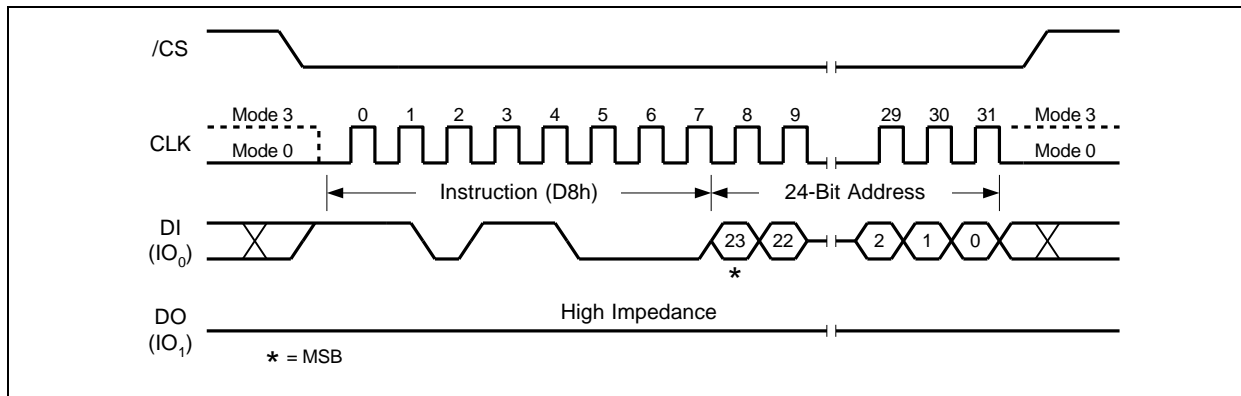 /CS
Mode 3 0 1 2 3 4 5 6 7 8 9 29 30 31 Mode 3
CLK
Mode 0 Mode 0
Instruction (D8h) 24-Bit Address
DI
(IO0) 23 22 2 1 0
*
High Impedance
DO
(IO1)
* = MSB